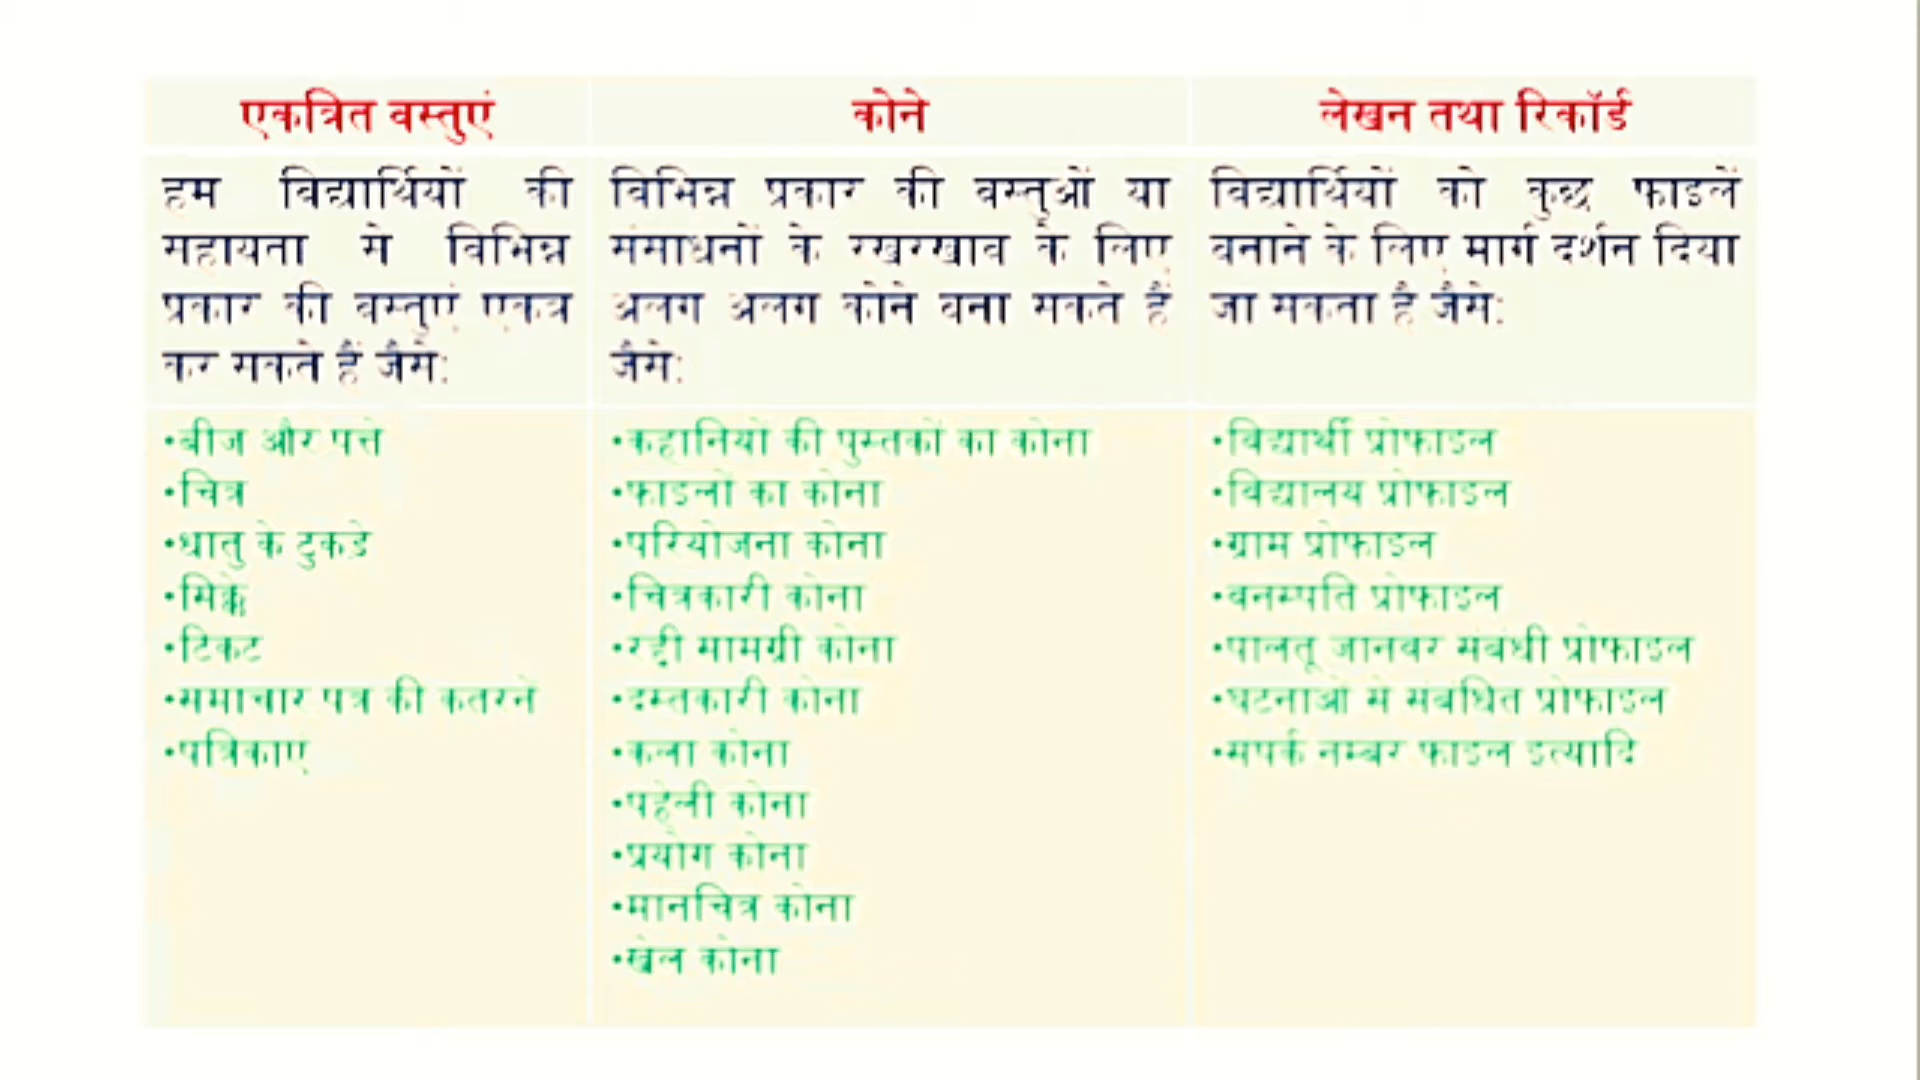 एकत्रित वस्तुएं
हम विद्यार्थियों की
सहायता से विभिन्न
प्रकार की वस्तुएं एकत्र
कर सकते हैं जैसे:
•बीज और पत्ते
•चित्र
•धातु के टुकड़े
•सिक्के
•टिकट
•समाचार पत्र की कतरनें
•पत्रिकाएं
कोने
विभिन्न प्रकार की वस्तुओं या
संसाधनों के रखरखाव के लिए
अलग अलग कोने बना सकते हैं
जैसे:
•कहानियों की पुस्तकों का कोना
•फाइलों का कोना
•परियोजना कोना
•चित्रकारी कोना
•रद्दी सामग्री कोना
•दस्तकारी कोना
•कला कोना
•पहेली कोना
•प्रयोग कोना
•मानचित्र कोना
•खेल कोना
लेखन तथा रिकॉर्ड
विद्यार्थियों को कुछ फाइलें
बनाने के लिए मार्ग दर्शन दिया
जा सकता है जैसे:
•विद्यार्थी प्रोफाइल
•विद्यालय प्रोफाइल
•ग्राम प्रोफाइल
•वनस्पति प्रोफाइल
•पालतू जानवर संबंधी प्रोफाइल
•घटनाओं से संबंधित प्रोफाइल
•संपर्क नम्बर फाइल इत्यादि